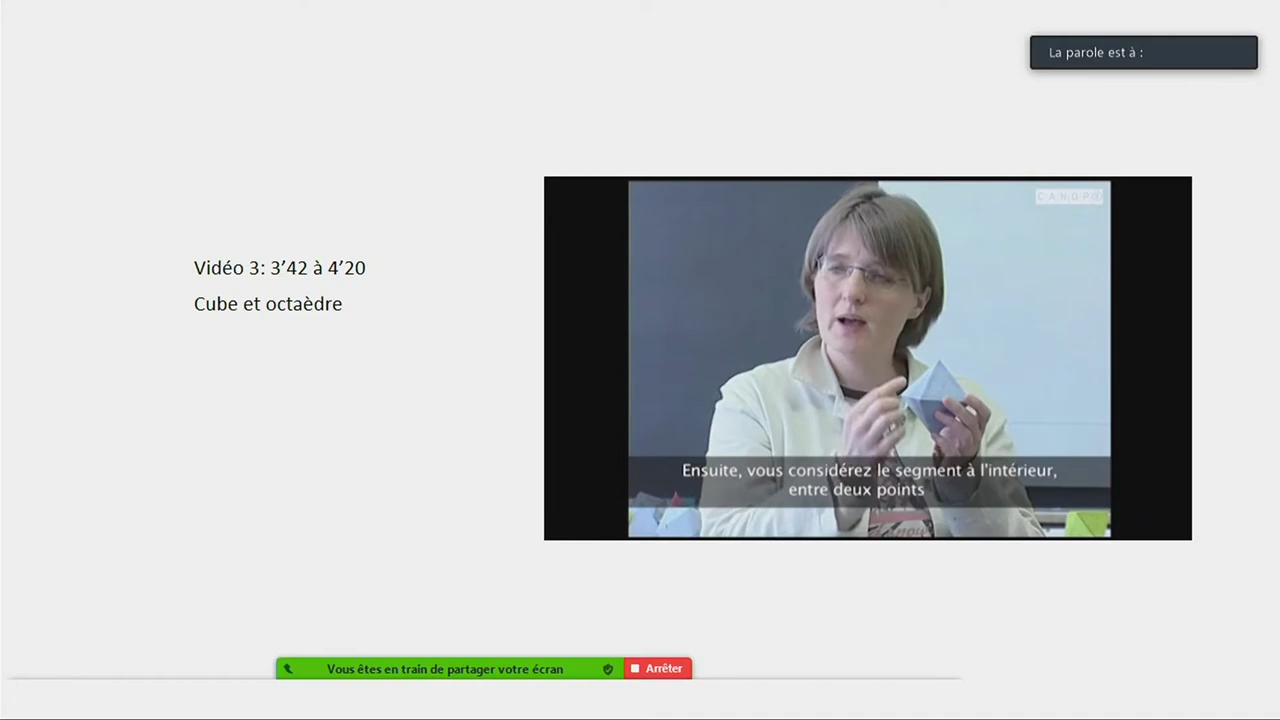 La parole est à :
CANOPÉ
Vidéo 3: 3’42 à 4’20
Cube et octaèdre
Ensuite, vous considérez le segment à l'intérieur,
entre deux points
Vous êtes en train de partager votre écran
Arrêter